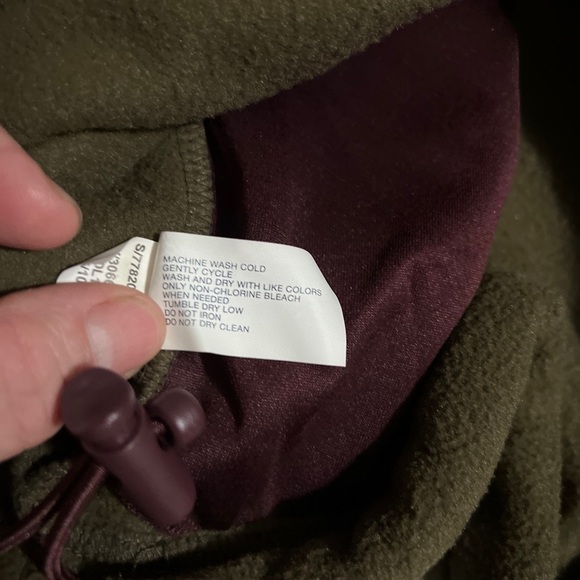 MACHINE WASH COLD
GENTLY CYCLE
WASH AND DRY WITH LIKE COLORS
ONLY NON-CHLORINE BLEACH
WHEN NEEDED
TUMBLE DRY LOW
DO NOT IRON
DO NOT DRY CLEAN